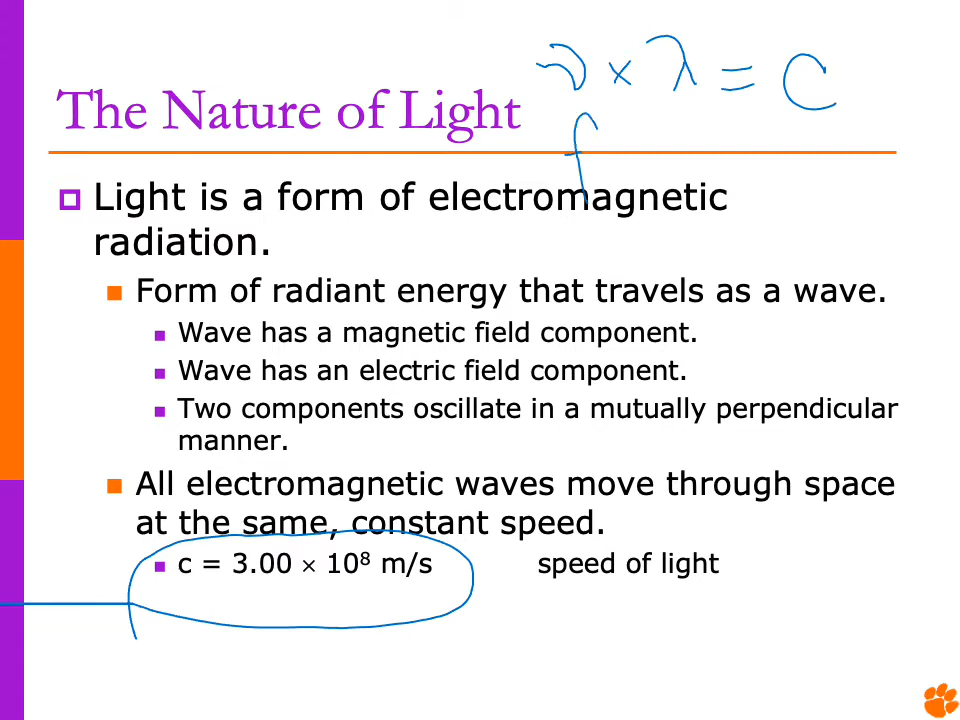 ν × λ = C
The Nature of Light
f
Light is a form of electromagnetic
radiation.
Form of radiant energy that travels as a wave.
Wave has a magnetic field component.
Wave has an electric field component.
Two components oscillate in a mutually perpendicular
manner.
All electromagnetic waves move through space
at the same, constant speed.
c = 3.00 × 10⁸ m/s speed of light